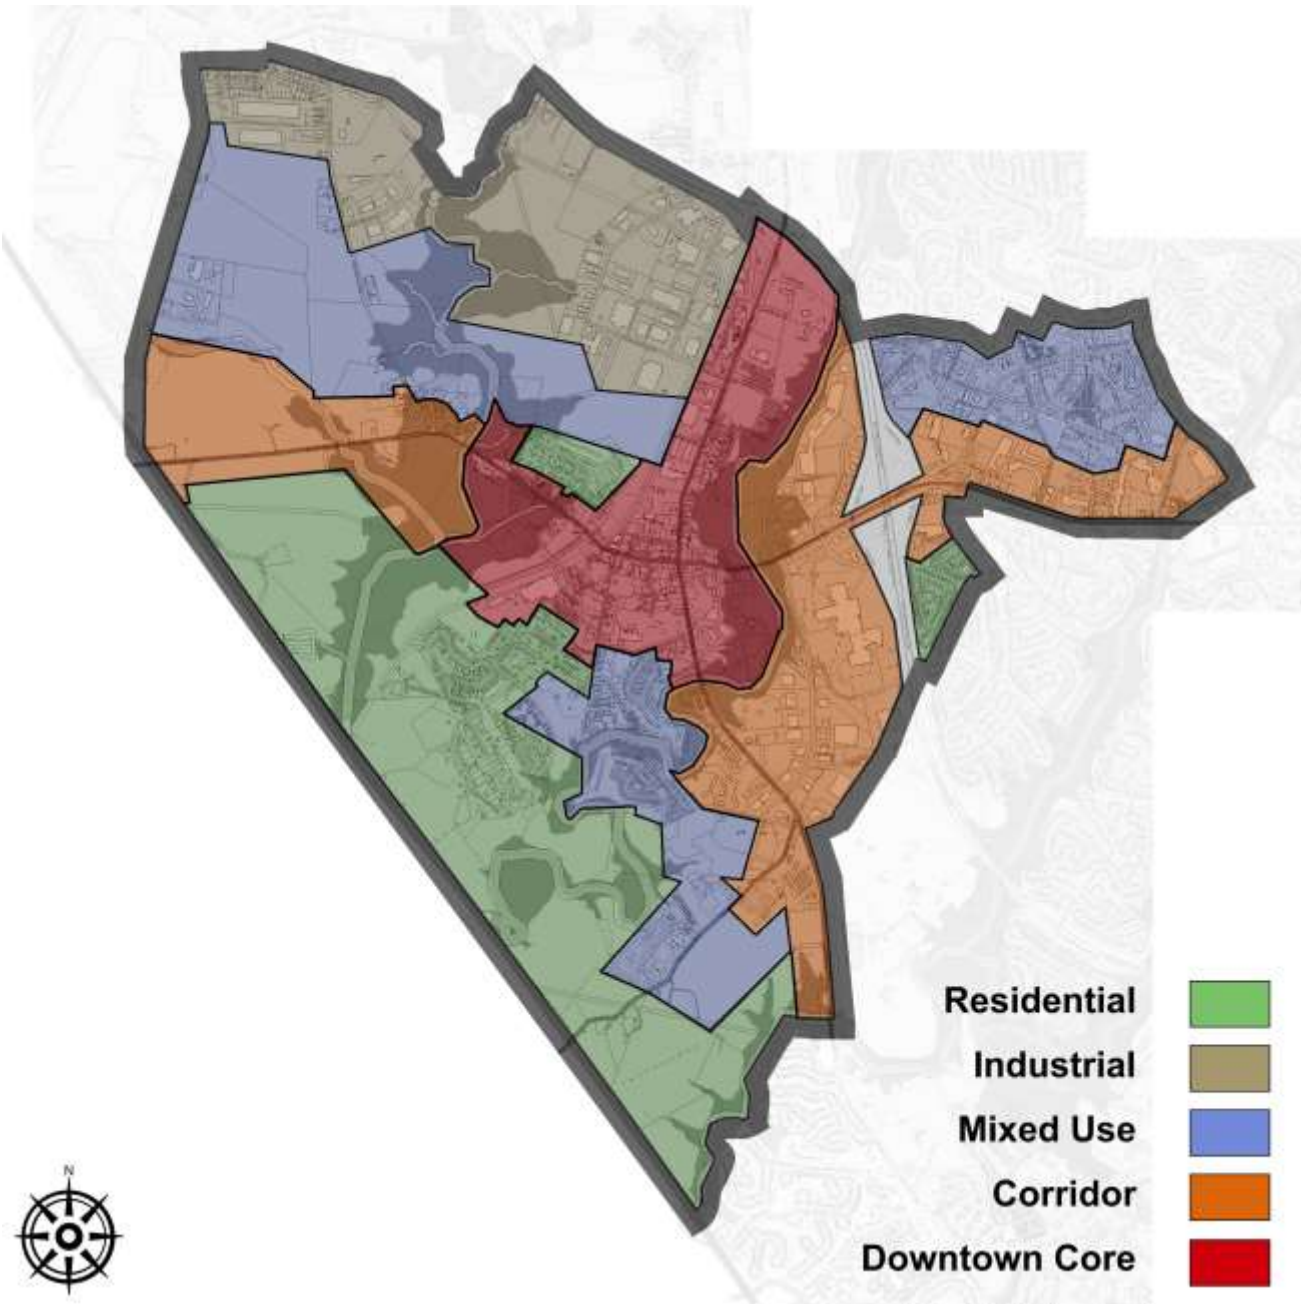 Residential
Industrial
Mixed Use
Corridor
Downtown Core
N